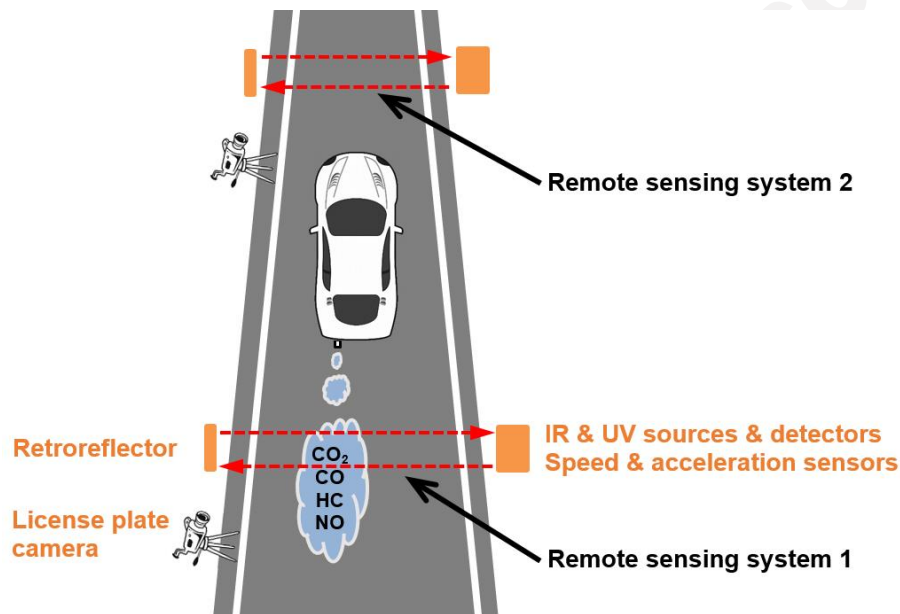 Remote sensing system 2
Retroreflector
IR & UV sources & detectors
Speed & acceleration sensors
CO₂
CO
HC
NO
License plate
camera
Remote sensing system 1